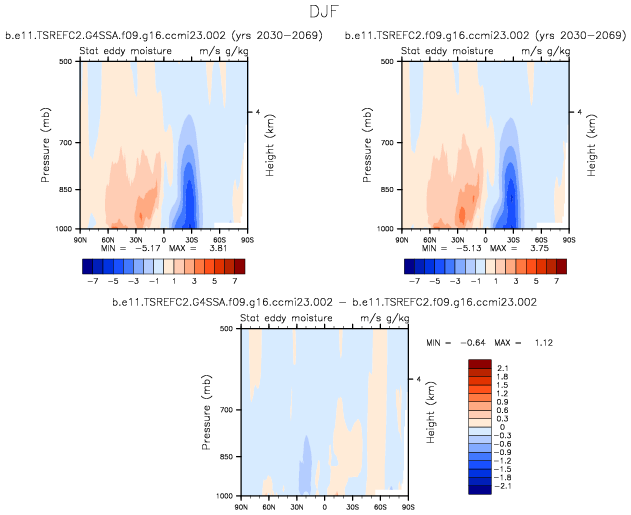 DJF
b.e11.TSREFC2.G4SSA.f09.g16.ccmi23.002 (yrs 2030-2069)
b.e11.TSREFC2.f09.g16.ccmi23.002 (yrs 2030-2069)
Stat eddy moisture m/s g/kg
Stat eddy moisture m/s g/kg
500
700
850
1000
Pressure (mb)
4
Height (km)
90N 60N 30N 0 30S 60S 90S
MIN = -5.17 MAX = 3.81
-7 -5 -3 -1 1 3 5 7
500
700
850
1000
Pressure (mb)
4
Height (km)
90N 60N 30N 0 30S 60S 90S
MIN = -5.13 MAX = 3.75
-7 -5 -3 -1 1 3 5 7
b.e11.TSREFC2.G4SSA.f09.g16.ccmi23.002 - b.e11.TSREFC2.f09.g16.ccmi23.002
Stat eddy moisture m/s g/kg
500
700
850
1000
Pressure (mb)
4
Height (km)
90N 60N 30N 0 30S 60S 90S
MIN = -0.64 MAX = 1.12
2.1
1.8
1.5
1.2
0.9
0.6
0.3
0
-0.3
-0.6
-0.9
-1.2
-1.5
-1.8
-2.1